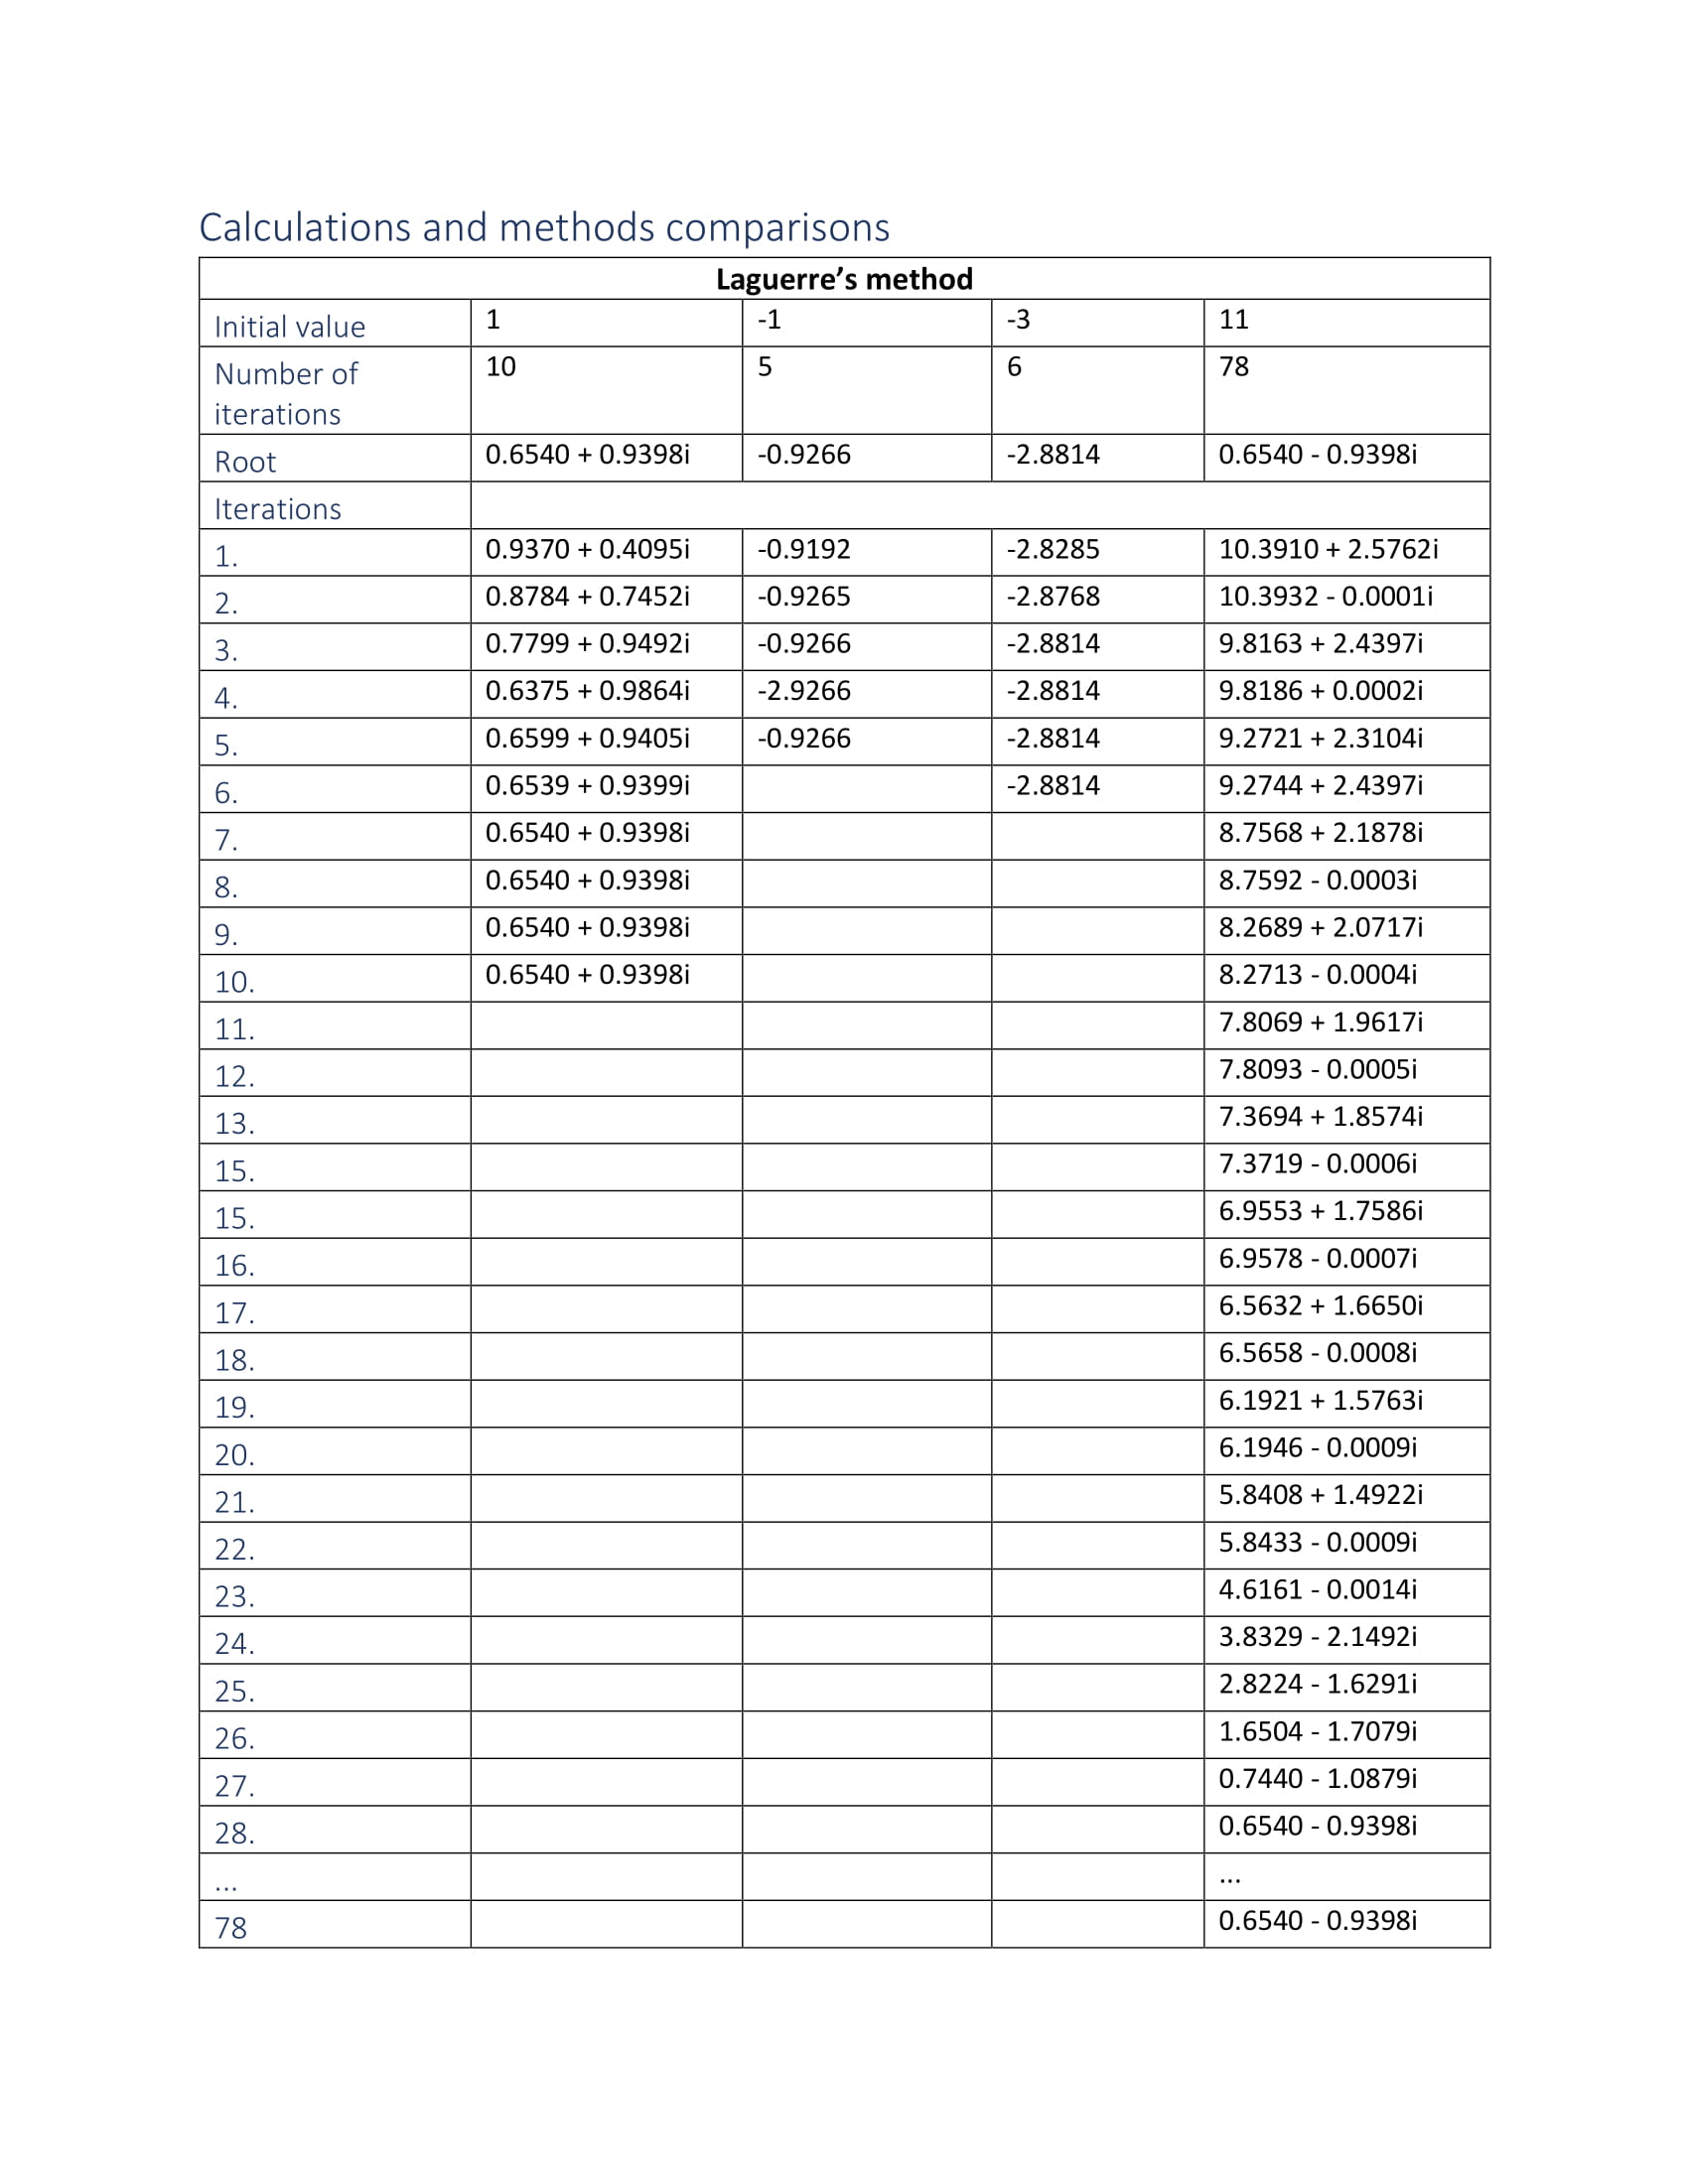 Calculations and methods comparisons
Laguerre’s method
Initial value 1 -1 -3 11
Number of 10 5 6 78
iterations
Root 0.6540 + 0.9398i -0.9266 -2.8814 0.6540 - 0.9398i
Iterations
1. 0.9370 + 0.4095i -0.9192 -2.8285 10.3910 + 2.5762i
2. 0.8784 + 0.7452i -0.9265 -2.8768 10.3932 - 0.0001i
3. 0.7799 + 0.9492i -0.9266 -2.8814 9.8163 + 2.4397i
4. 0.6375 + 0.9864i -2.9266 -2.8814 9.8186 + 0.0002i
5. 0.6599 + 0.9405i -0.9266 -2.8814 9.2721 + 2.3104i
6. 0.6539 + 0.9399i -2.8814 9.2744 + 2.4397i
7. 0.6540 + 0.9398i 8.7568 + 2.1878i
8. 0.6540 + 0.9398i 8.7592 - 0.0003i
9. 0.6540 + 0.9398i 8.2689 + 2.0717i
10. 0.6540 + 0.9398i 8.2713 - 0.0004i
11. 7.8069 + 1.9617i
12. 7.8093 - 0.0005i
13. 7.3694 + 1.8574i
15. 7.3719 - 0.0006i
15. 6.9553 + 1.7586i
16. 6.9578 - 0.0007i
17. 6.5632 + 1.6650i
18. 6.5658 - 0.0008i
19. 6.1921 + 1.5763i
20. 6.1946 - 0.0009i
21. 5.8408 + 1.4922i
22. 5.8433 - 0.0009i
23. 4.6161 - 0.0014i
24. 3.8329 - 2.1492i
25. 2.8224 - 1.6291i
26. 1.6504 - 1.7079i
27. 0.7440 - 1.0879i
28. 0.6540 - 0.9398i
... ...
78 0.6540 - 0.9398i